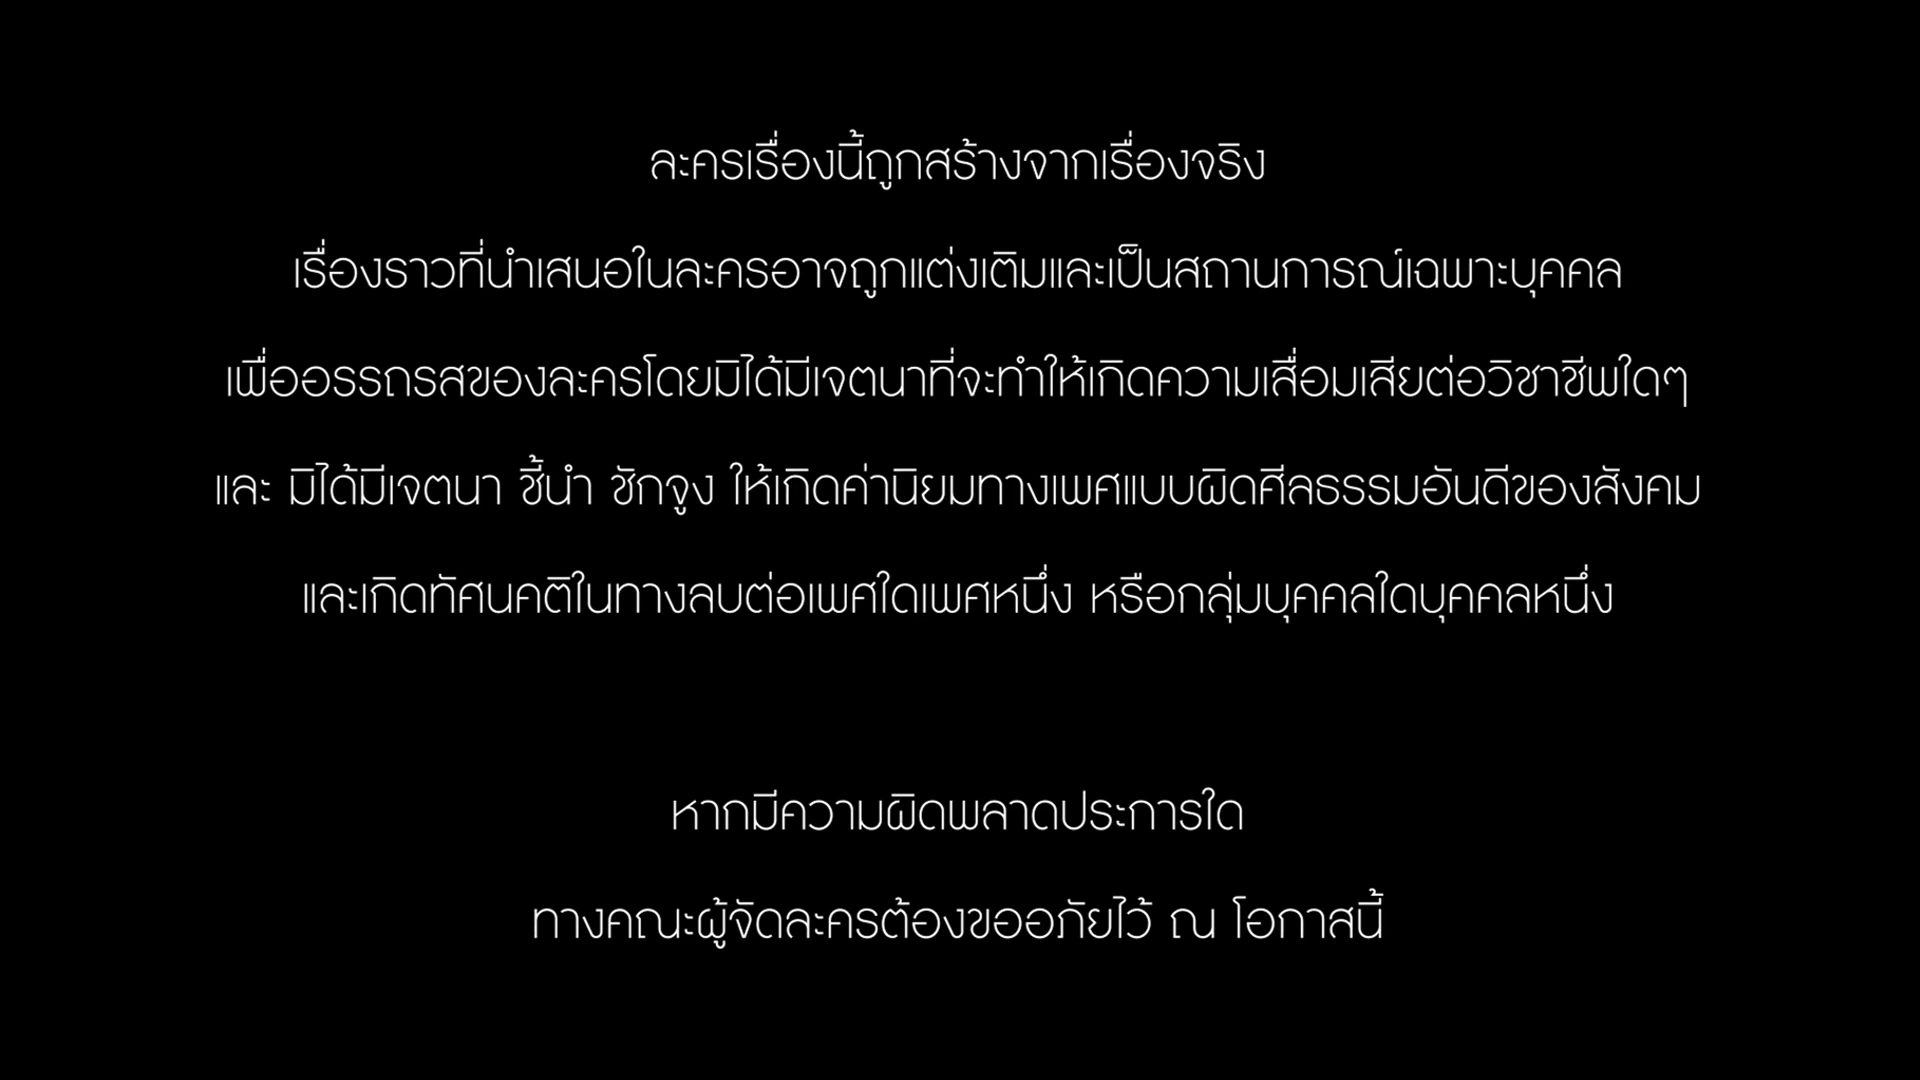 ละครเรื่องนี้ถูกสร้างจากเรื่องจริง
เรื่องราวที่นำเสนอในละครอาจถูกแต่งเติมและเป็นสถานการณ์เฉพาะบุคคล
เพื่ออรรถรสของละครโดยมิได้มีเจตนาที่จะทำให้เกิดความเสื่อมเสียต่อวิชาชีพใดๆ
และ มิได้มีเจตนา ชี้นำ ชักจูง ให้เกิดค่านิยมทางเพศแบบผิดศีลธรรมอันดีของสังคม
และเกิดทัศนคติในทางลบต่อเพศใดเพศหนึ่ง หรือกลุ่มบุคคลใดบุคคลหนึ่ง
หากมีความผิดพลาดประการใด
ทางคณะผู้จัดละครต้องขออภัยไว้ ณ โอกาสนี้